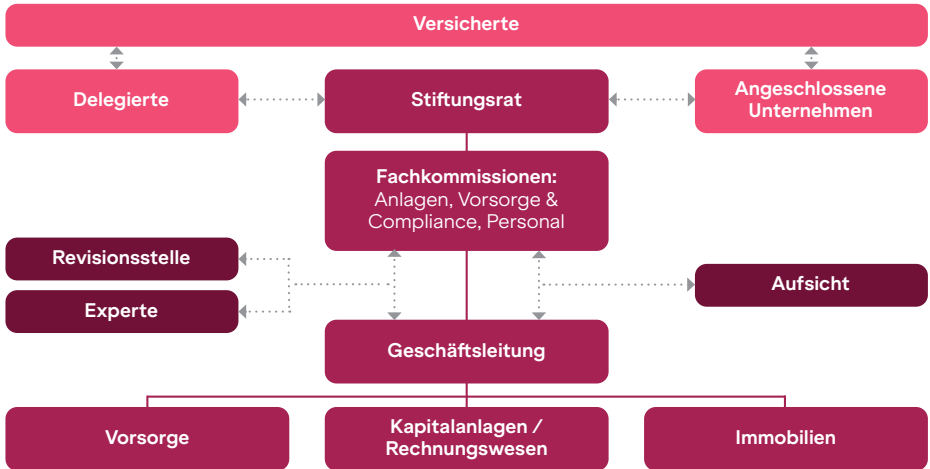 Versicherte
Delegierte
Stiftungsrat
Angeschlossene
Unternehmen
Fachkommissionen:
Anlagen, Vorsorge &
Compliance, Personal
Revisionsstelle
Experte
Aufsicht
Geschäftsleitung
Vorsorge
Kapitalanlagen /
Rechnungswesen
Immobilien